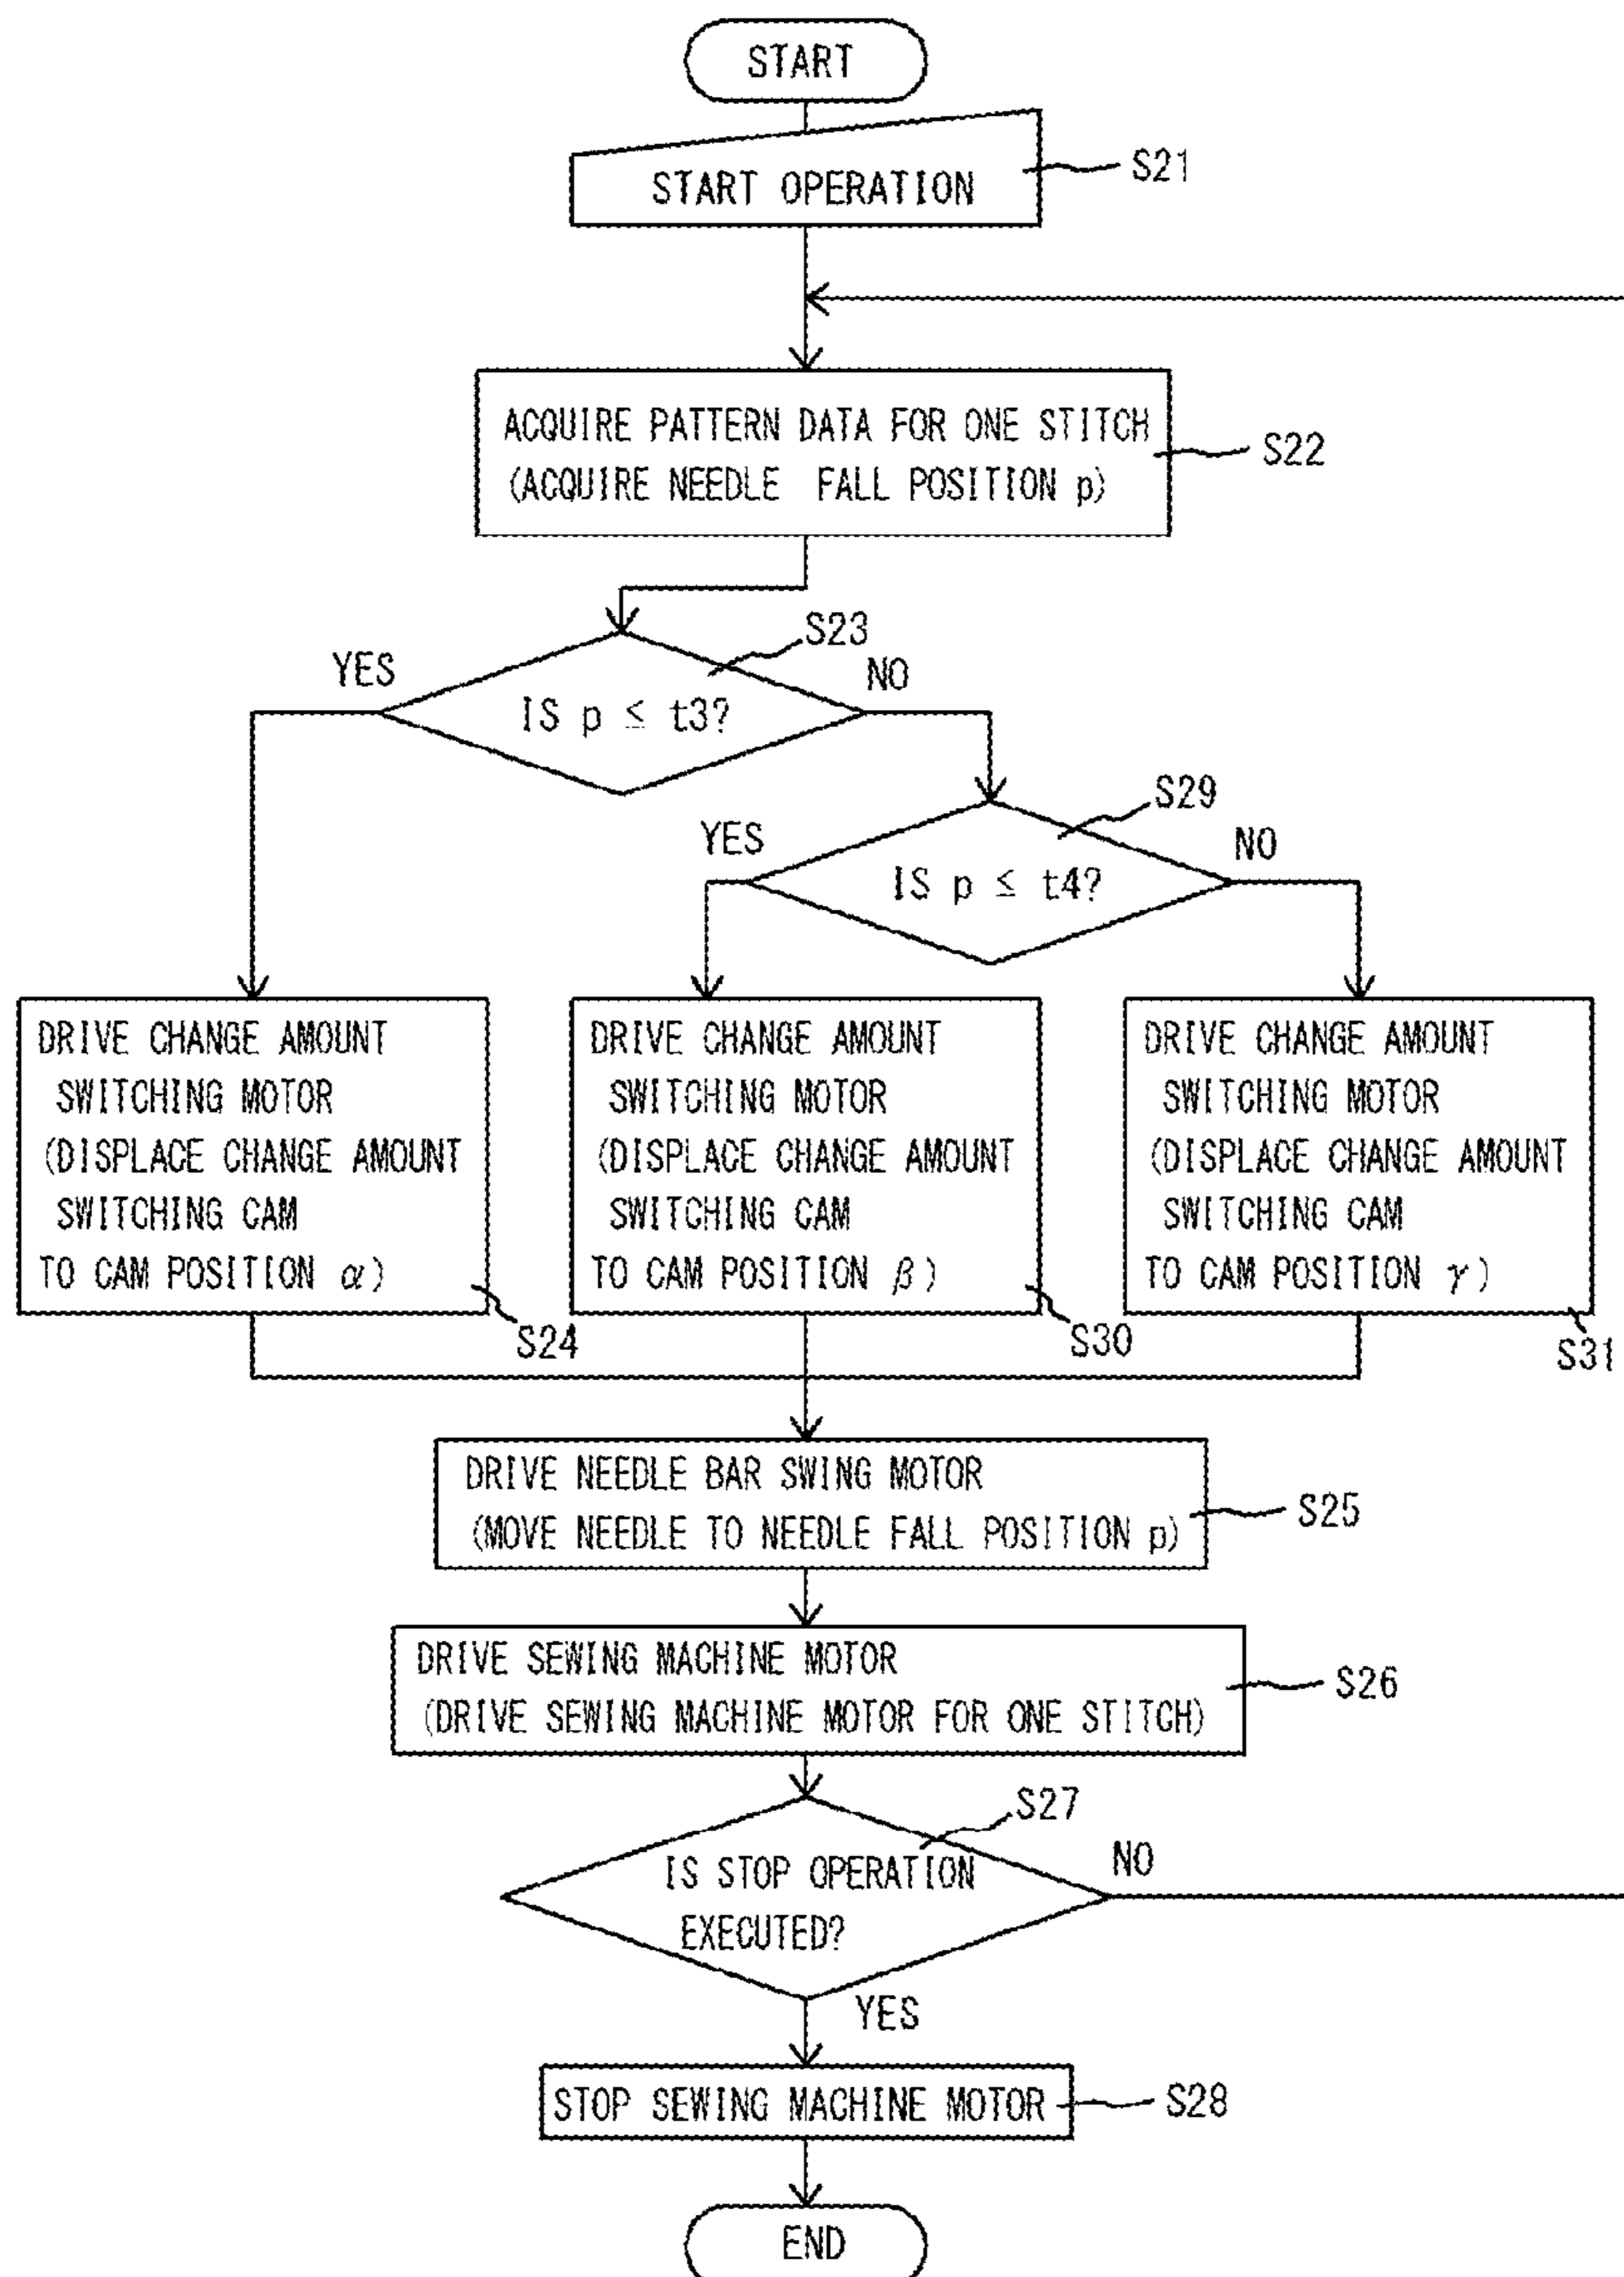 START
START OPERATION
S21
ACQUIRE PATTERN DATA FOR ONE STITCH
(ACQUIRE NEEDLE FALL POSITION p)
S22
S23
YES
NO
IS p ≤ t3?
S29
YES
NO
IS p ≤ t4?
DRIVE CHANGE AMOUNT
SWITCHING MOTOR
(DISPLACE CHANGE AMOUNT
SWITCHING CAM
TO CAM POSITION α)
S24
DRIVE CHANGE AMOUNT
SWITCHING MOTOR
(DISPLACE CHANGE AMOUNT
SWITCHING CAM
TO CAM POSITION β)
S30
DRIVE CHANGE AMOUNT
SWITCHING MOTOR
(DISPLACE CHANGE AMOUNT
SWITCHING CAM
TO CAM POSITION γ)
S31
DRIVE NEEDLE BAR SWING MOTOR
(MOVE NEEDLE TO NEEDLE FALL POSITION p)
S25
DRIVE SEWING MACHINE MOTOR
(DRIVE SEWING MACHINE MOTOR FOR ONE STITCH)
S26
S27
IS STOP OPERATION
EXECUTED?
NO
YES
STOP SEWING MACHINE MOTOR
S28
END